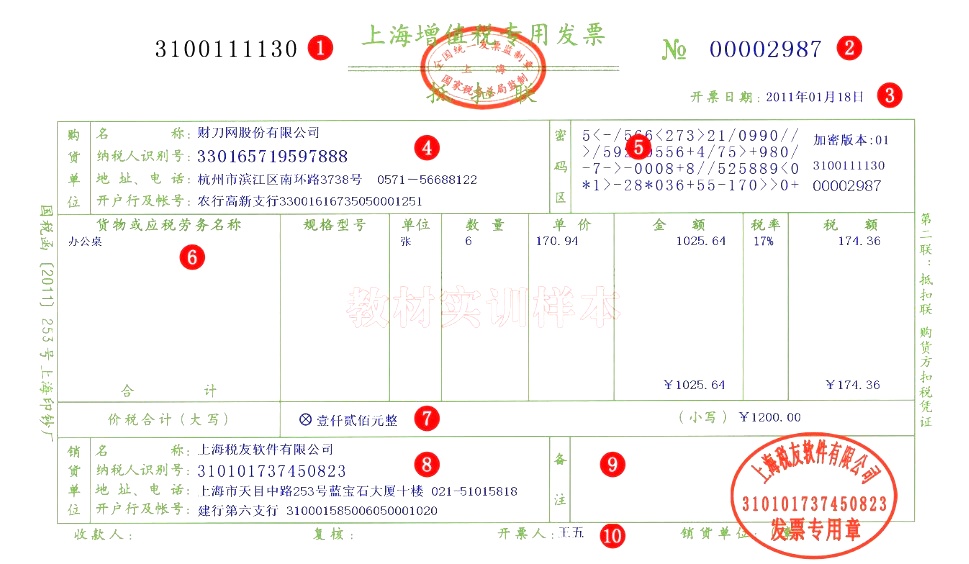 上海增值税专用发票
3100111130 1
№ 00002987 2
全国统一发票监制章
上海
国家税务总局监制
抵扣联
开票日期: 2011年01月18日 3
购货单位
名称: 财刀网股份有限公司
纳税人识别号: 330165719597888 4
地址、电话: 杭州市滨江区南环路3738号 0571-56688122
开户行及帐号: 农行高新支行33001616735050001251
密码区
5<-/566<273>21/0990//
>/59220556+4/75>+980/
-7->-0008+8//525889<0
*1>-28*036+55-170>>0+
5
加密版本:01
3100111130
00002987
货物或应税劳务名称 规格型号 单位 数量 单价 金额 税率 税额
办公桌 张 6 170.94 1025.64 17% 174.36
6
教材实训样本
合计 ￥1025.64 ￥174.36
价税合计(大写) ⊗壹仟贰佰元整 7 (小写) ￥1200.00
销货单位
名称: 上海税友软件有限公司
纳税人识别号: 310101737450823 8
地址、电话: 上海市天目中路253号蓝宝石大厦十楼 021-51015818
开户行及帐号: 建行第六支行 310001585006050001020
备注
9
上海税友软件有限公司
310101737450823
发票专用章
收款人: 复核: 开票人: 王五 10 销货单位:
国税函[2011]253号上海印钞厂
第二联:抵扣联 购货方扣税凭证